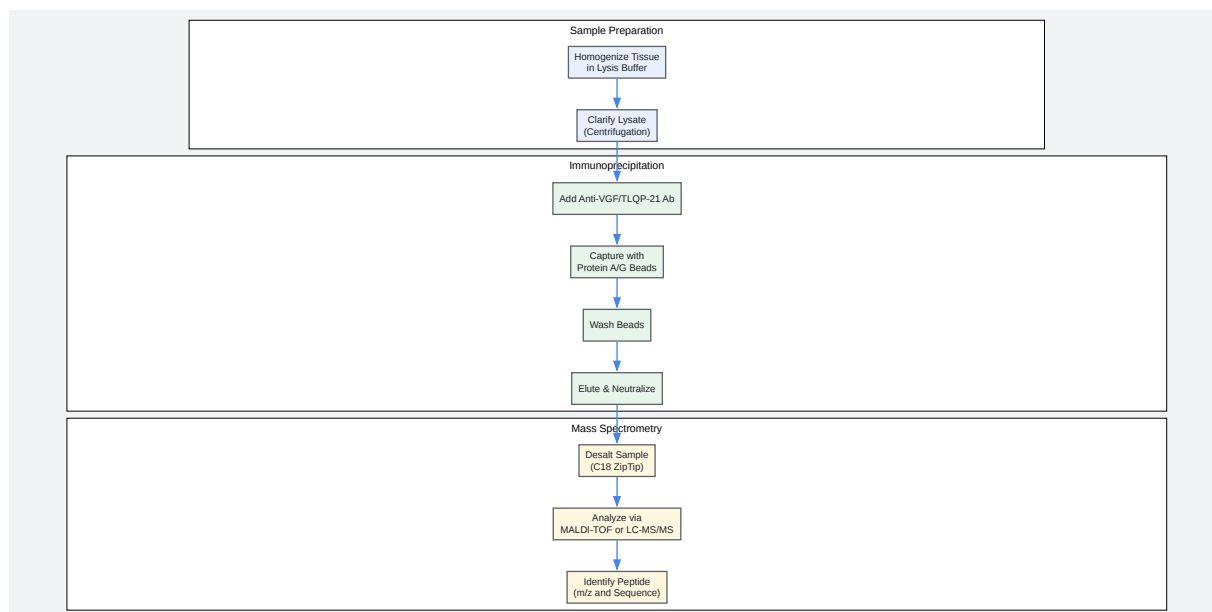 Sample Preparation
Homogenize Tissue
in Lysis Buffer
Clarify Lysate
(Centrifugation)
Immunoprecipitation
Add Anti-VGF/TLQP-21 Ab
Capture with
Protein A/G Beads
Wash Beads
Elute & Neutralize
Mass Spectrometry
Desalt Sample
(C18 ZipTip)
Analyze via
MALDI-TOF or LC-MS/MS
Identify Peptide
(m/z and Sequence)